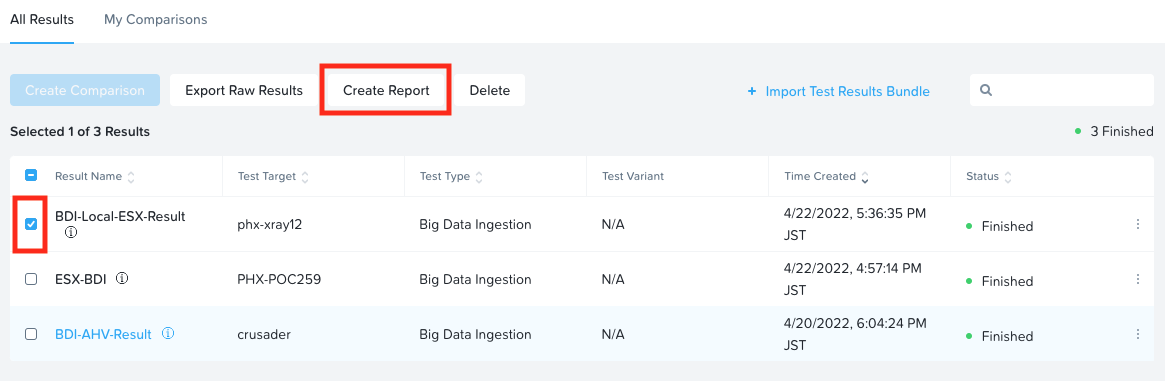 All Results My Comparisons
Create Comparison Export Raw Results Create Report Delete + Import Test Results Bundle
Selected 1 of 3 Results 3 Finished
Result Name Test Target Test Type Test Variant Time Created Status
BDI-Local-ESX-Result phx-xray12 Big Data Ingestion N/A 4/22/2022, 5:36:35 PM JST Finished
ESX-BDI PHX-POC259 Big Data Ingestion N/A 4/22/2022, 4:57:14 PM JST Finished
BDI-AHV-Result crusader Big Data Ingestion N/A 4/20/2022, 6:04:24 PM JST Finished